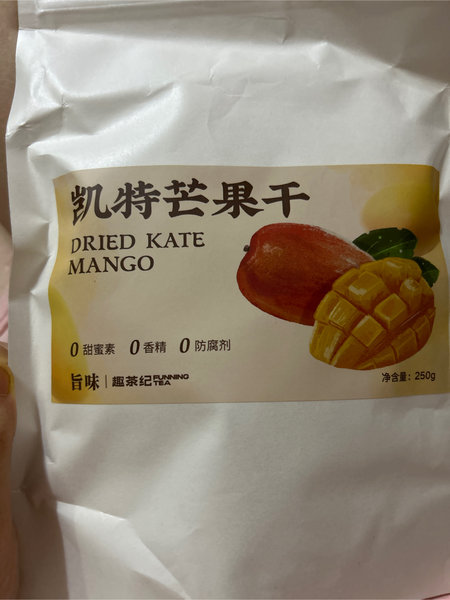 凯特芒果干
DRIED KATE
MANGO
0 甜蜜素 0 香精 0 防腐剂
旨味 | 趣茶纪 FUNNING TEA
净含量: 250g